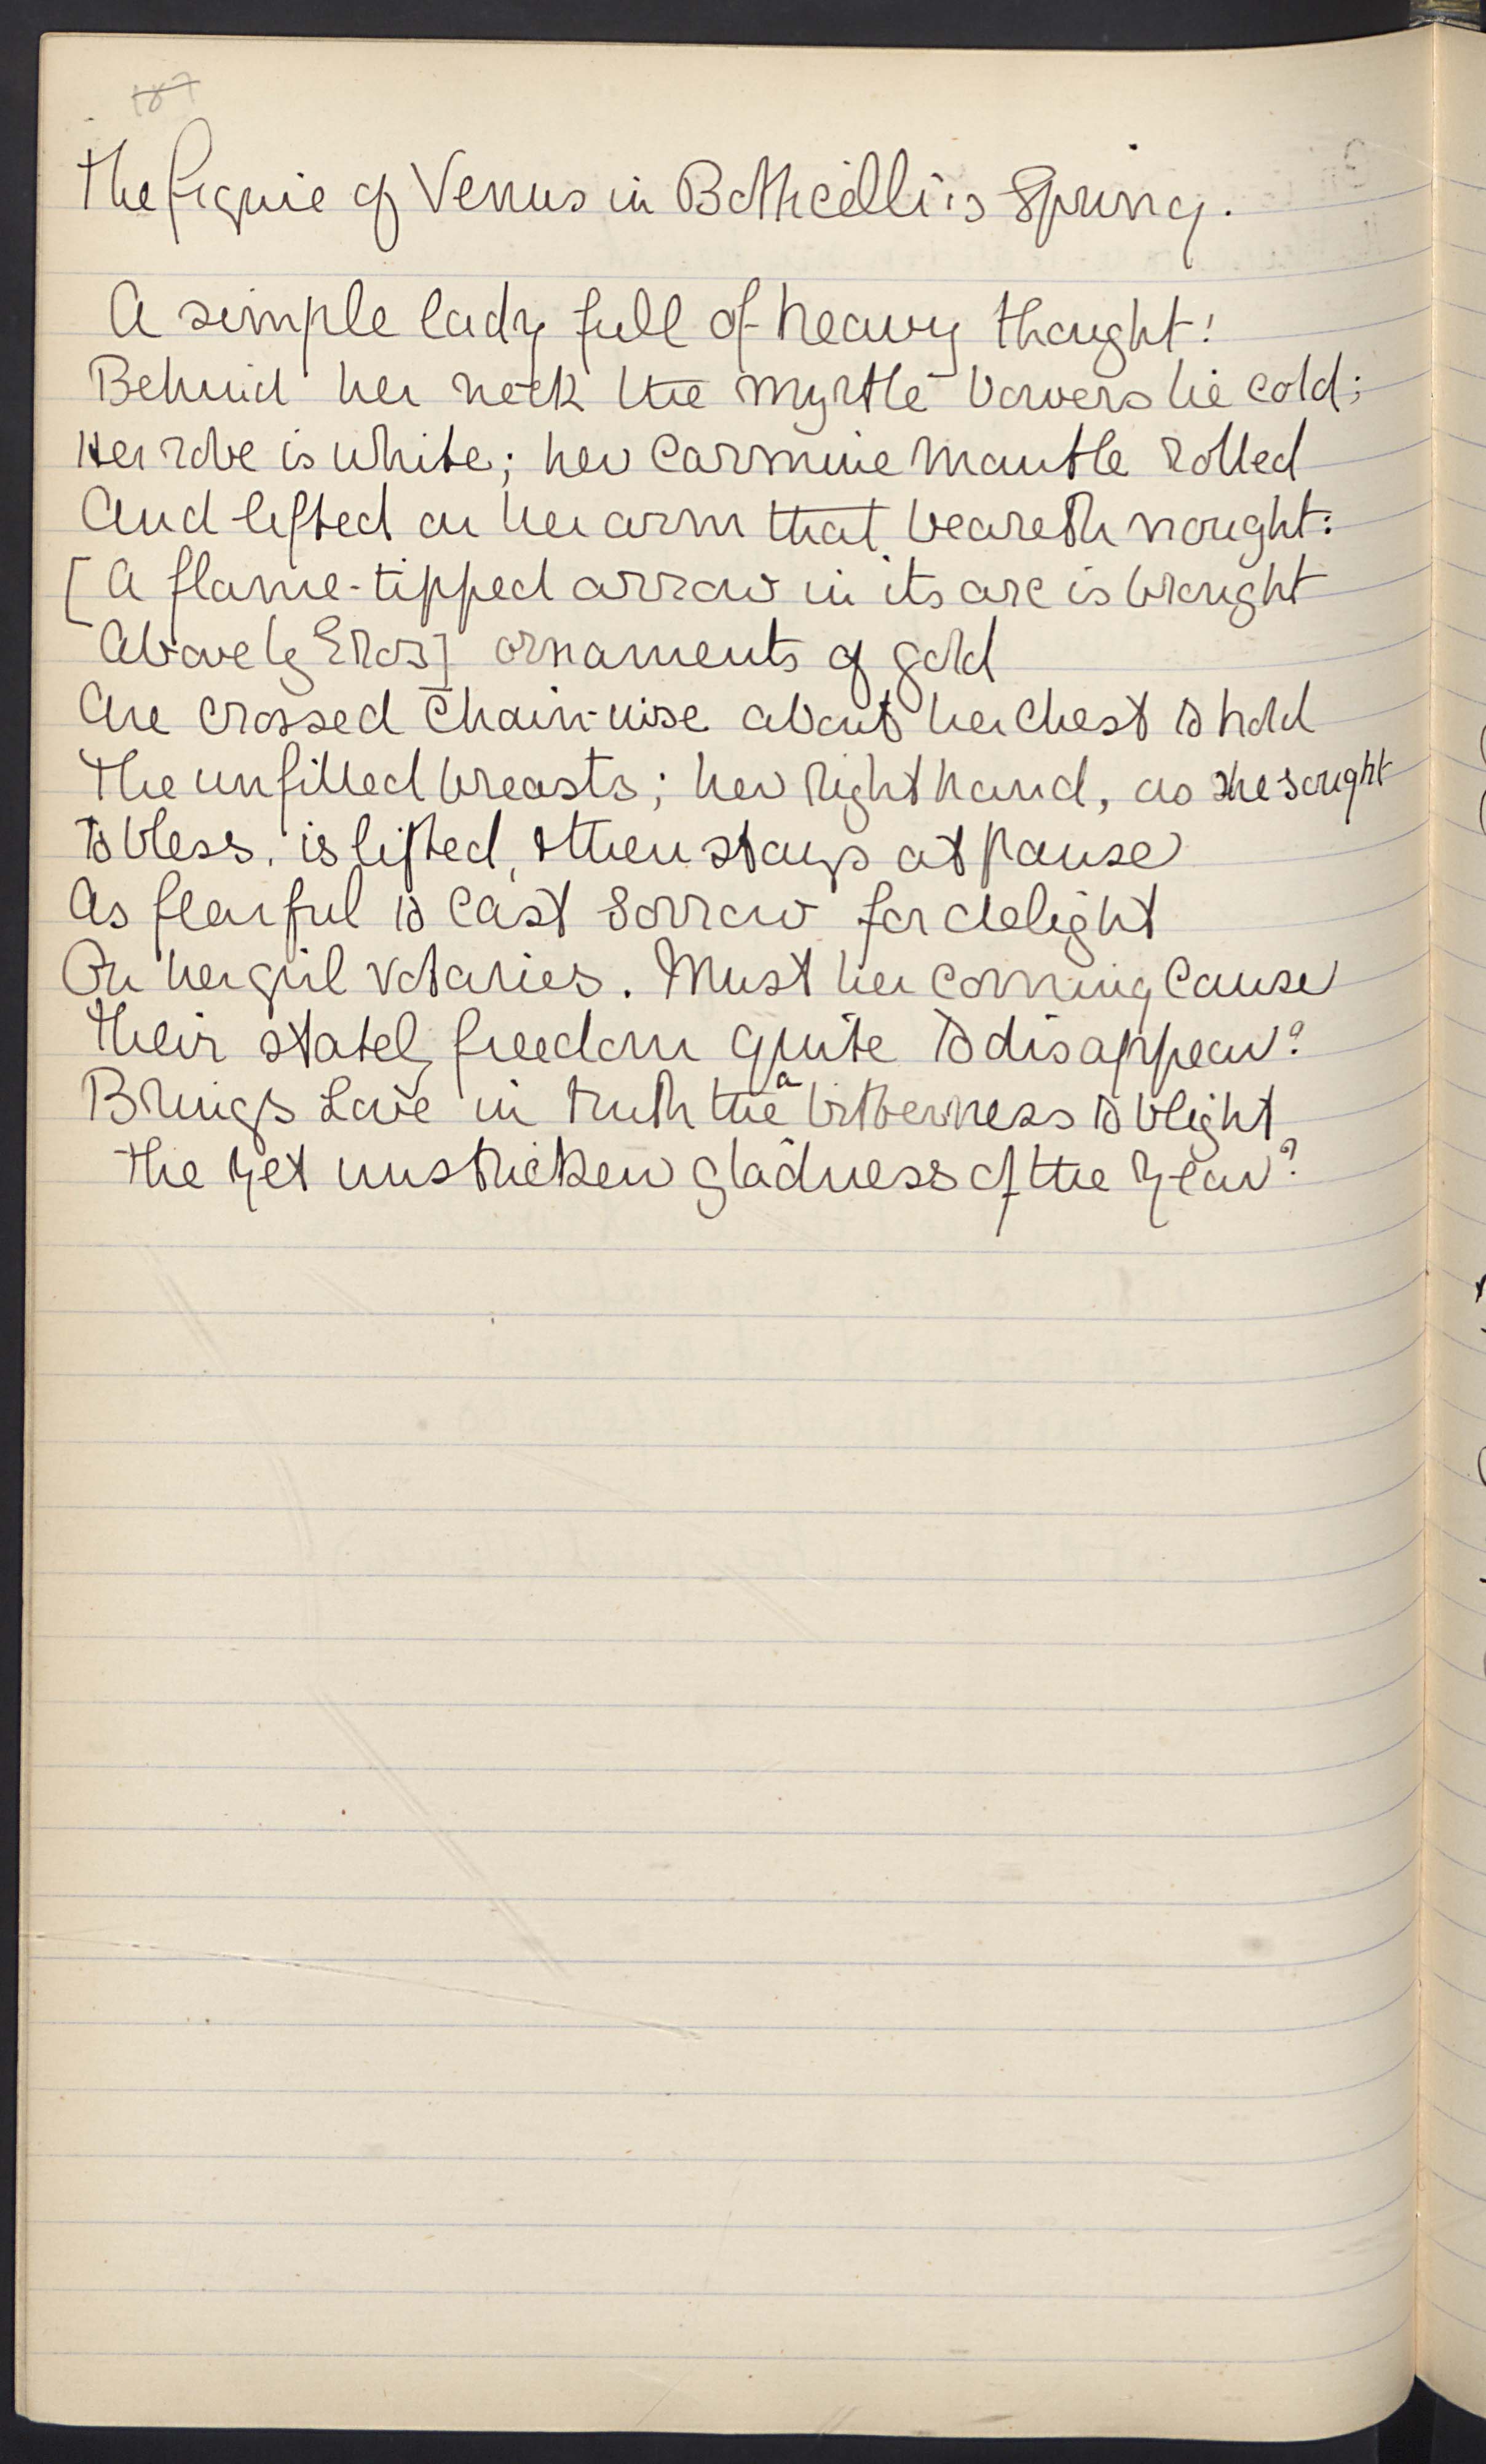 187
The figure of Venus in Botticelli's Spring.
A simple lady full of heavy thought!
Behind her neck the myrtle bowers lie cold;
Her robe is white; her carmine mantle rolled
And lifted on her arm that beareth nought:
[A flame-tipped arrow in its arc is brought
Above by Eros] ornaments of gold
Are crossed chain-wise about her chest to hold
The unfilled breasts; her right hand, as she sought
To bless, is lifted, & then stays at pause
As fearful to cast sorrow for delight
On her girl votaries. Must her coming cause
Their stately freedom quite to disappear?
a
Brings Love in truth the bitterness to blight
The yet unstricken gladness of the year?